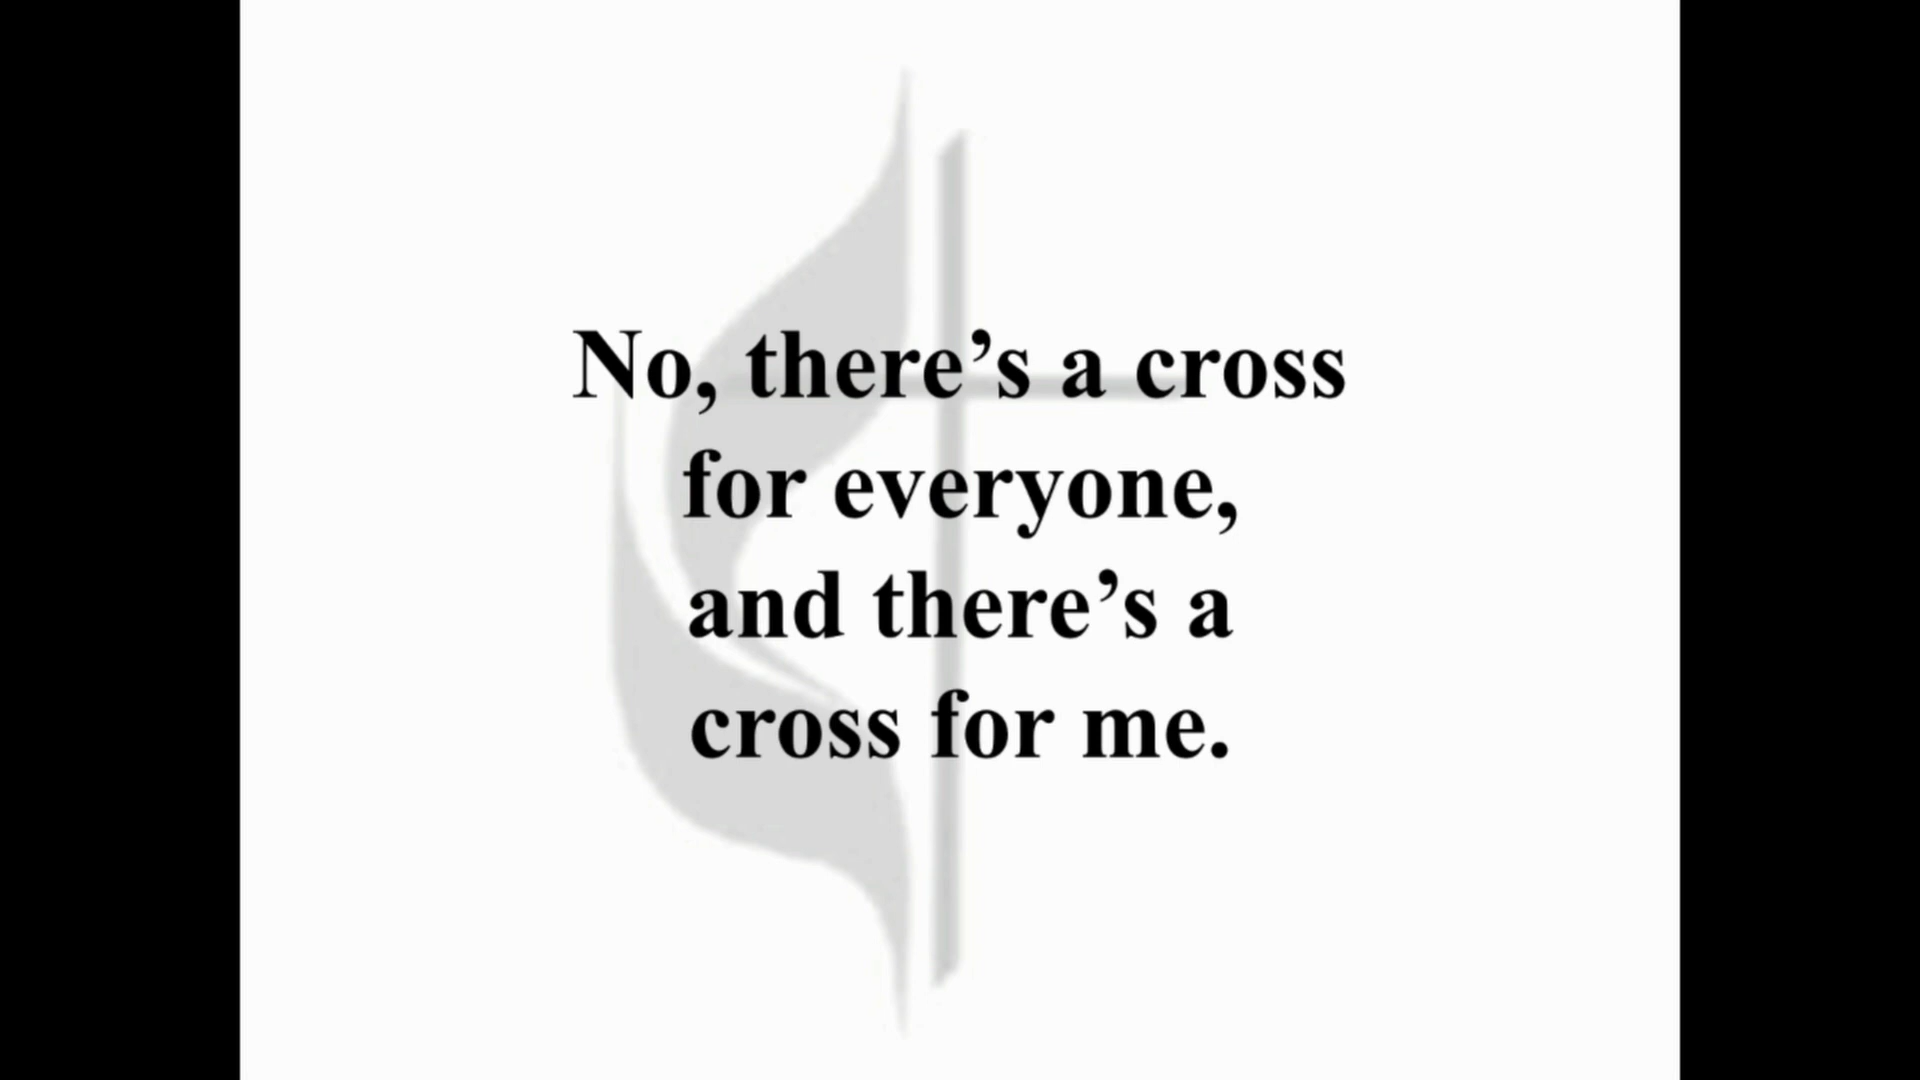 No, there’s a cross
for everyone,
and there’s a
cross for me.